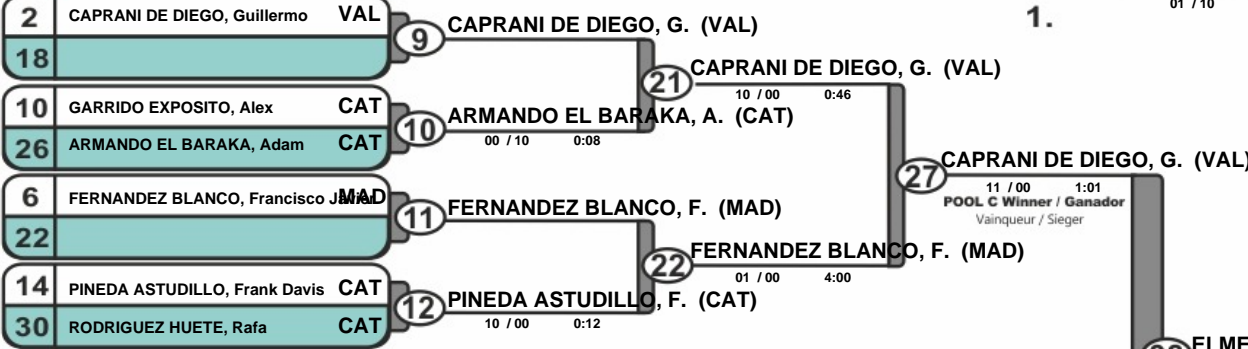 2 CAPRANI DE DIEGO, Guillermo VAL
18
9 CAPRANI DE DIEGO, G. (VAL)
10 GARRIDO EXPOSITO, Alex CAT
26 ARMANDO EL BARAKA, Adam CAT
10 ARMANDO EL BARAKA, A. (CAT)
00 / 10 0:08
21 CAPRANI DE DIEGO, G. (VAL)
10 / 00 0:46
6 FERNANDEZ BLANCO, Francisco Javier MAD
22
11 FERNANDEZ BLANCO, F. (MAD)
14 PINEDA ASTUDILLO, Frank Davis CAT
30 RODRIGUEZ HUETE, Rafa CAT
12 PINEDA ASTUDILLO, F. (CAT)
10 / 00 0:12
22 FERNANDEZ BLANCO, F. (MAD)
01 / 00 4:00
27 CAPRANI DE DIEGO, G. (VAL)
11 / 00 1:01
POOL C Winner / Ganador
Vainqueur / Sieger
1.
01 / 10